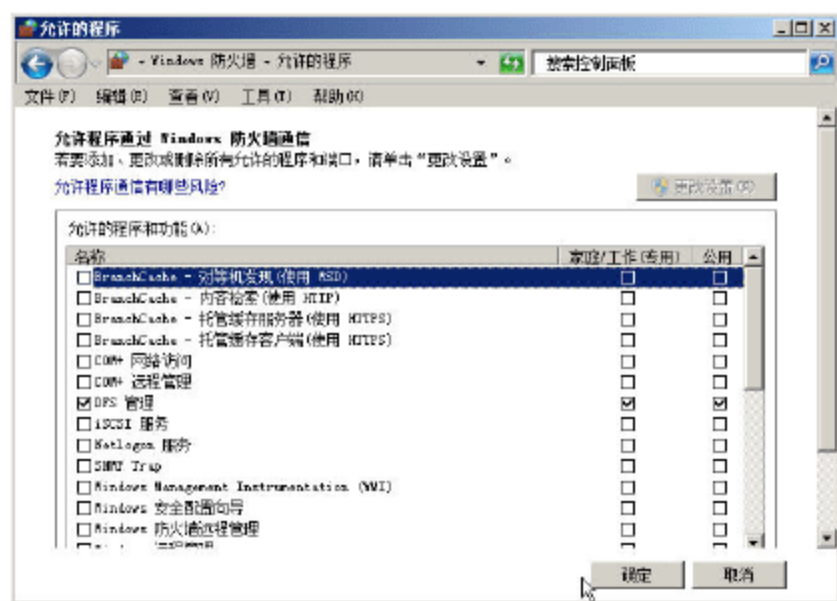 允许的程序
- Windows 防火墙 - 允许的程序
搜索控制面板
文件(F) 编辑(E) 查看(V) 工具(T) 帮助(H)
允许程序通过 Windows 防火墙通信
若要添加、更改或删除所有允许的程序和端口，请单击“更改设置”。
允许程序通信有哪些风险?
更改设置(N)
允许的程序和功能(A):
名称 家庭/工作(专用) 公用
BranchCache - 对等机发现(使用 WSD)
BranchCache - 内容检索(使用 HTTP)
BranchCache - 托管缓存服务器(使用 HTTPS)
BranchCache - 托管缓存客户端(使用 HTTPS)
COM+ 网络访问
COM+ 远程管理
DFS 管理
iSCSI 服务
Netlogon 服务
SNMP Trap
Windows Management Instrumentation (WMI)
Windows 安全配置向导
Windows 防火墙远程管理
确定 取消